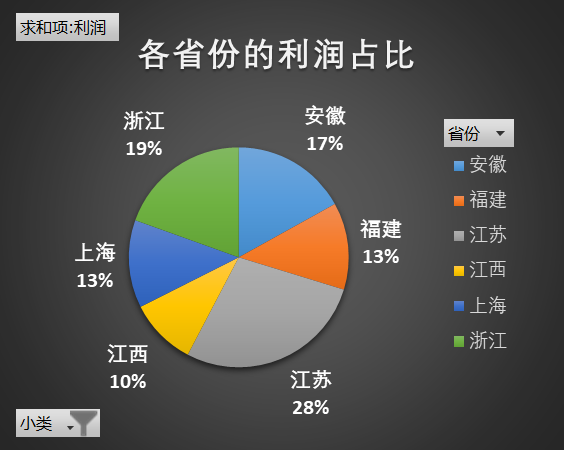 求和项:利润
各省份的利润占比
安徽
17%
福建
13%
江苏
28%
江西
10%
上海
13%
浙江
19%
省份
安徽
福建
江苏
江西
上海
浙江
小类